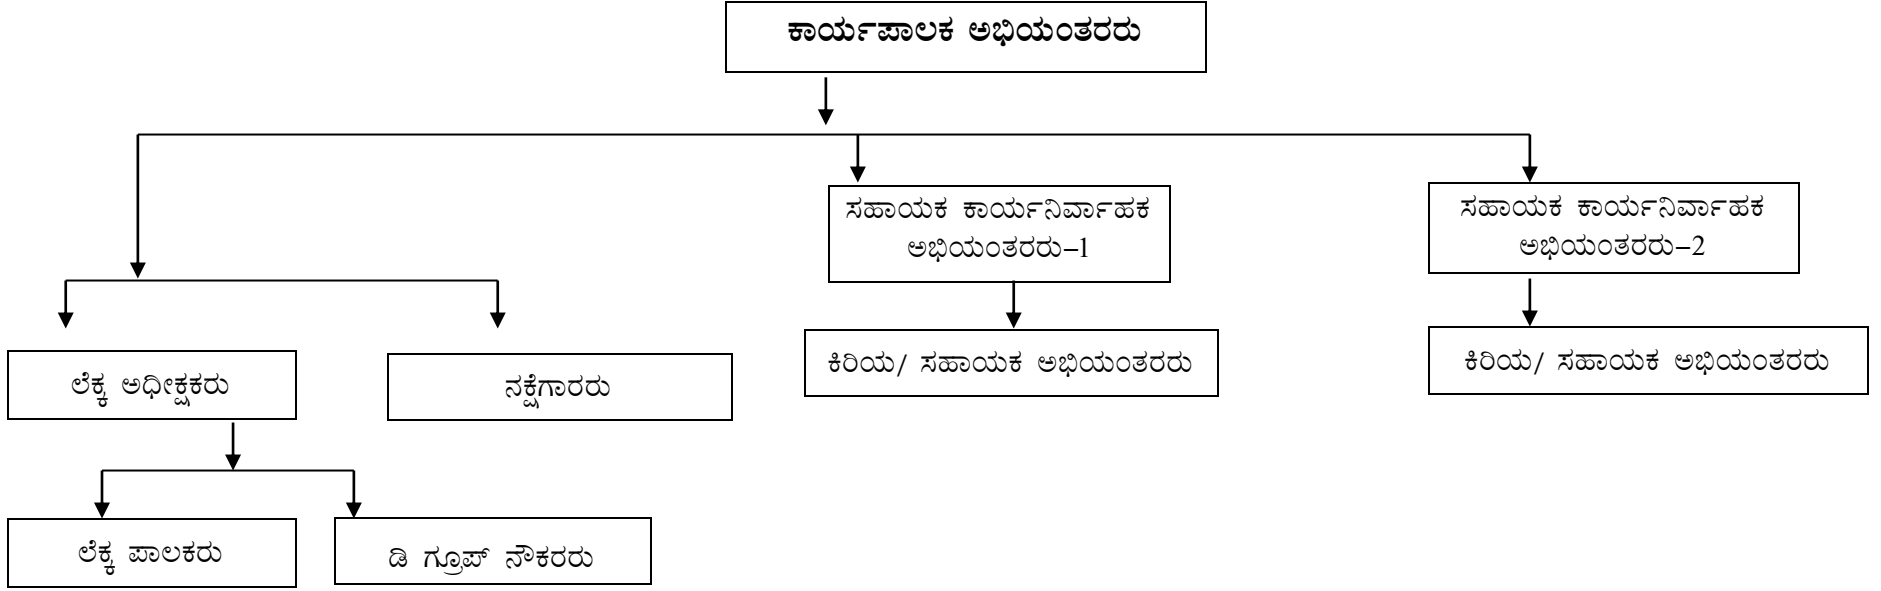 ಕಾರ್ಯಪಾಲಕ ಅಭಿಯಂತರರು
ಸಹಾಯಕ ಕಾರ್ಯನಿರ್ವಾಹಕ
ಅಭಿಯಂತರರು–1
ಸಹಾಯಕ ಕಾರ್ಯನಿರ್ವಾಹಕ
ಅಭಿಯಂತರರು–2
ಲೆಕ್ಕ ಅಧೀಕ್ಷಕರು
ನಕ್ಷೆಗಾರರು
ಕಿರಿಯ/ ಸಹಾಯಕ ಅಭಿಯಂತರರು
ಕಿರಿಯ/ ಸಹಾಯಕ ಅಭಿಯಂತರರು
ಲೆಕ್ಕ ಪಾಲಕರು
ಡಿ ಗ್ರೂಪ್ ನೌಕರರು